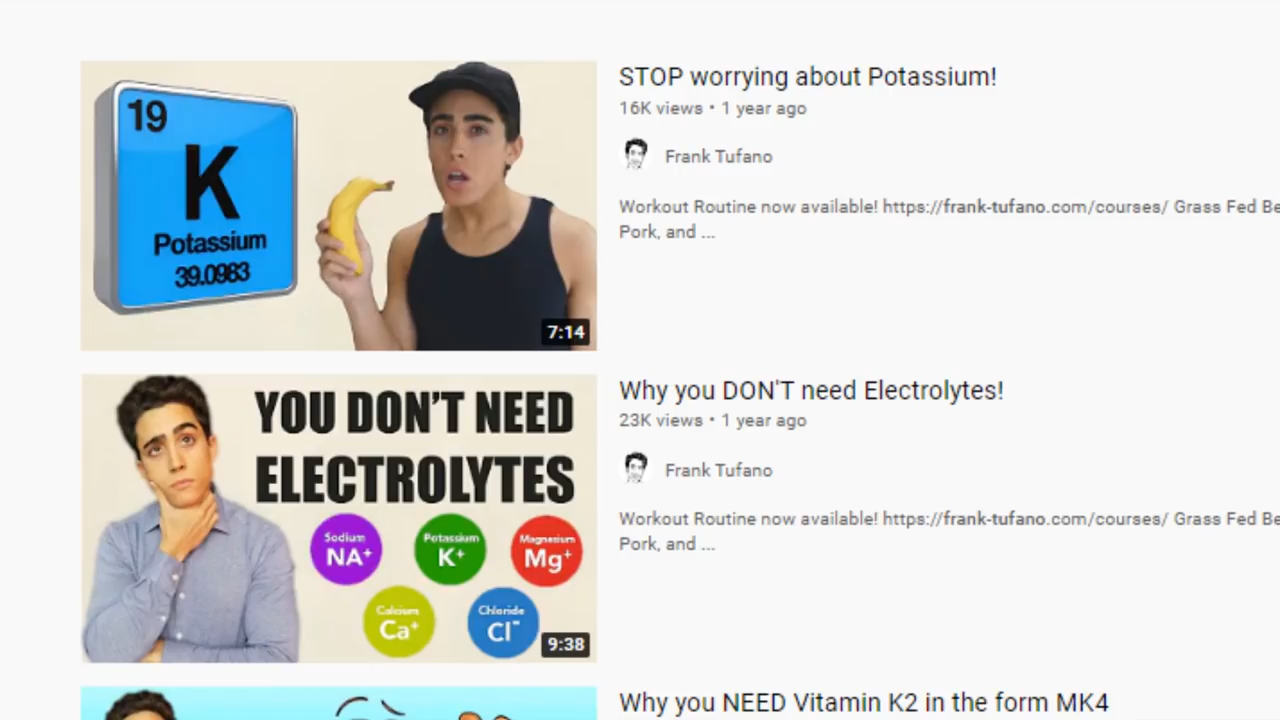 19
K
Potassium
39.0983
7:14
STOP worrying about Potassium!
16K views • 1 year ago
Frank Tufano
Workout Routine now available! https://frank-tufano.com/courses/ Grass Fed Be
Pork, and ...
YOU DON'T NEED
ELECTROLYTES
Sodium
NA+
Potassium
K+
Magnesium
Mg+
Calcium
Ca+
Chloride
Cl-
9:38
Why you DON'T need Electrolytes!
23K views • 1 year ago
Frank Tufano
Workout Routine now available! https://frank-tufano.com/courses/ Grass Fed Be
Pork, and ...
Why you NEED Vitamin K2 in the form MK4